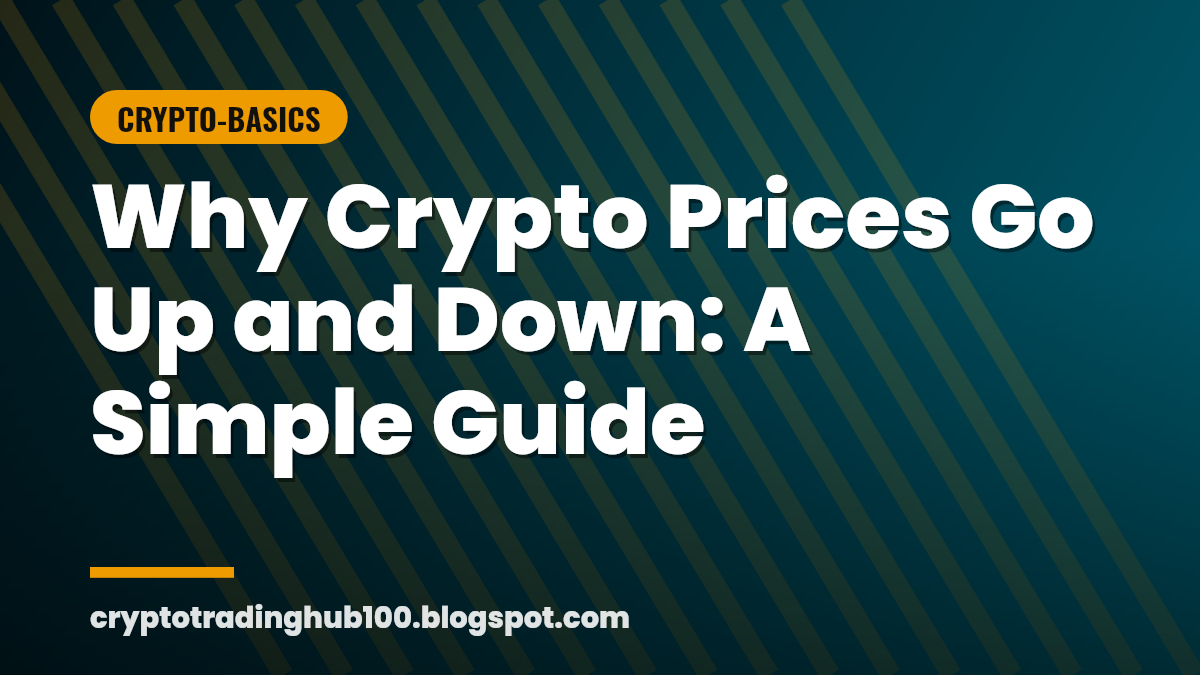 CRYPTO-BASICS
Why Crypto Prices Go
Up and Down: A
Simple Guide
cryptotradinghub100.blogspot.com